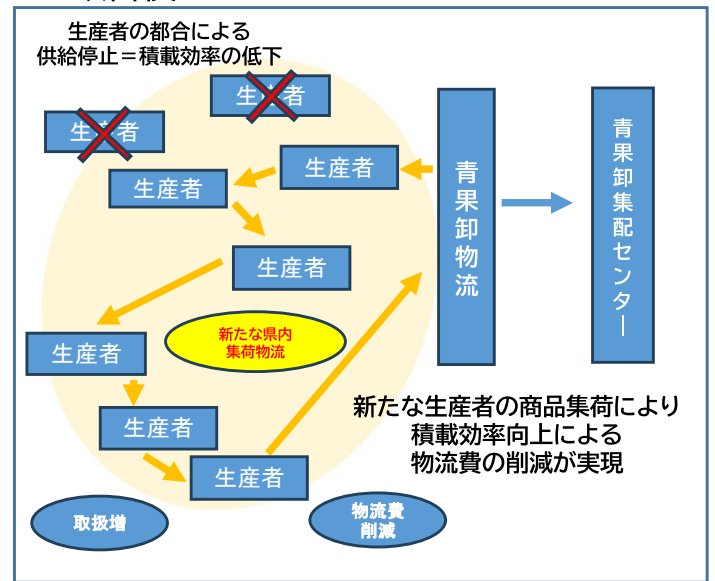 生産者の都合による
供給停止＝積載効率の低下
生産者
生産者
生産者
生産者
生産者
生産者
生産者
生産者
新たな県内
集荷物流
青果卸物流
青果卸集配センター
新たな生産者の商品集荷により
積載効率向上による
物流費の削減が実現
取扱増
物流費
削減